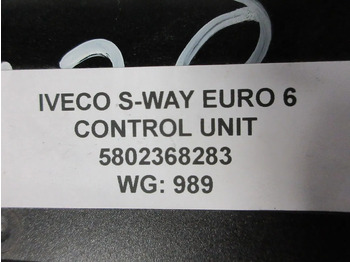 IVECO S-WAY EURO 6
CONTROL UNIT
5802368283
WG: 989